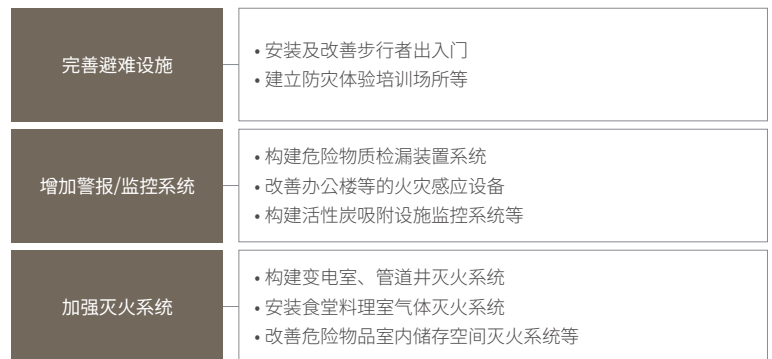 完善避难设施
• 安装及改善步行者出入门
• 建立防灾体验培训场所等
增加警报/监控系统
• 构建危险物质检漏装置系统
• 改善办公楼等的火灾感应设备
• 构建活性炭吸附设施监控系统等
加强灭火系统
• 构建变电室、管道井灭火系统
• 安装食堂料理室气体灭火系统
• 改善危险物品室内储存空间灭火系统等